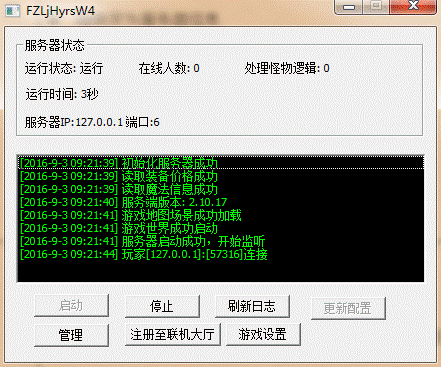 FZLjHyrsW4
服务器状态
运行状态: 运行 在线人数: 0 处理怪物逻辑: 0
运行时间: 3秒
服务器IP:127.0.0.1 端口:6
[2016-9-3 09:21:39] 初始化服务器成功
[2016-9-3 09:21:39] 读取装备价格成功
[2016-9-3 09:21:39] 读取魔法信息成功
[2016-9-3 09:21:40] 服务端版本: 2.10.17
[2016-9-3 09:21:41] 游戏地图场景成功加载
[2016-9-3 09:21:41] 游戏世界成功启动
[2016-9-3 09:21:41] 服务器启动成功，开始监听
[2016-9-3 09:21:44] 玩家[127.0.0.1]:[57316]连接
启动 停止 刷新日志 更新配置
管理 注册至联机大厅 游戏设置